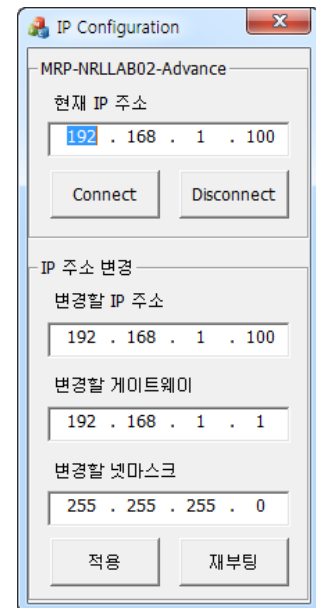 IP Configuration
MRP-NRLLAB02-Advance
현재 IP 주소
192 . 168 . 1 . 100
Connect Disconnect
IP 주소 변경
변경할 IP 주소
192 . 168 . 1 . 100
변경할 게이트웨이
192 . 168 . 1 . 1
변경할 넷마스크
255 . 255 . 255 . 0
적용 재부팅